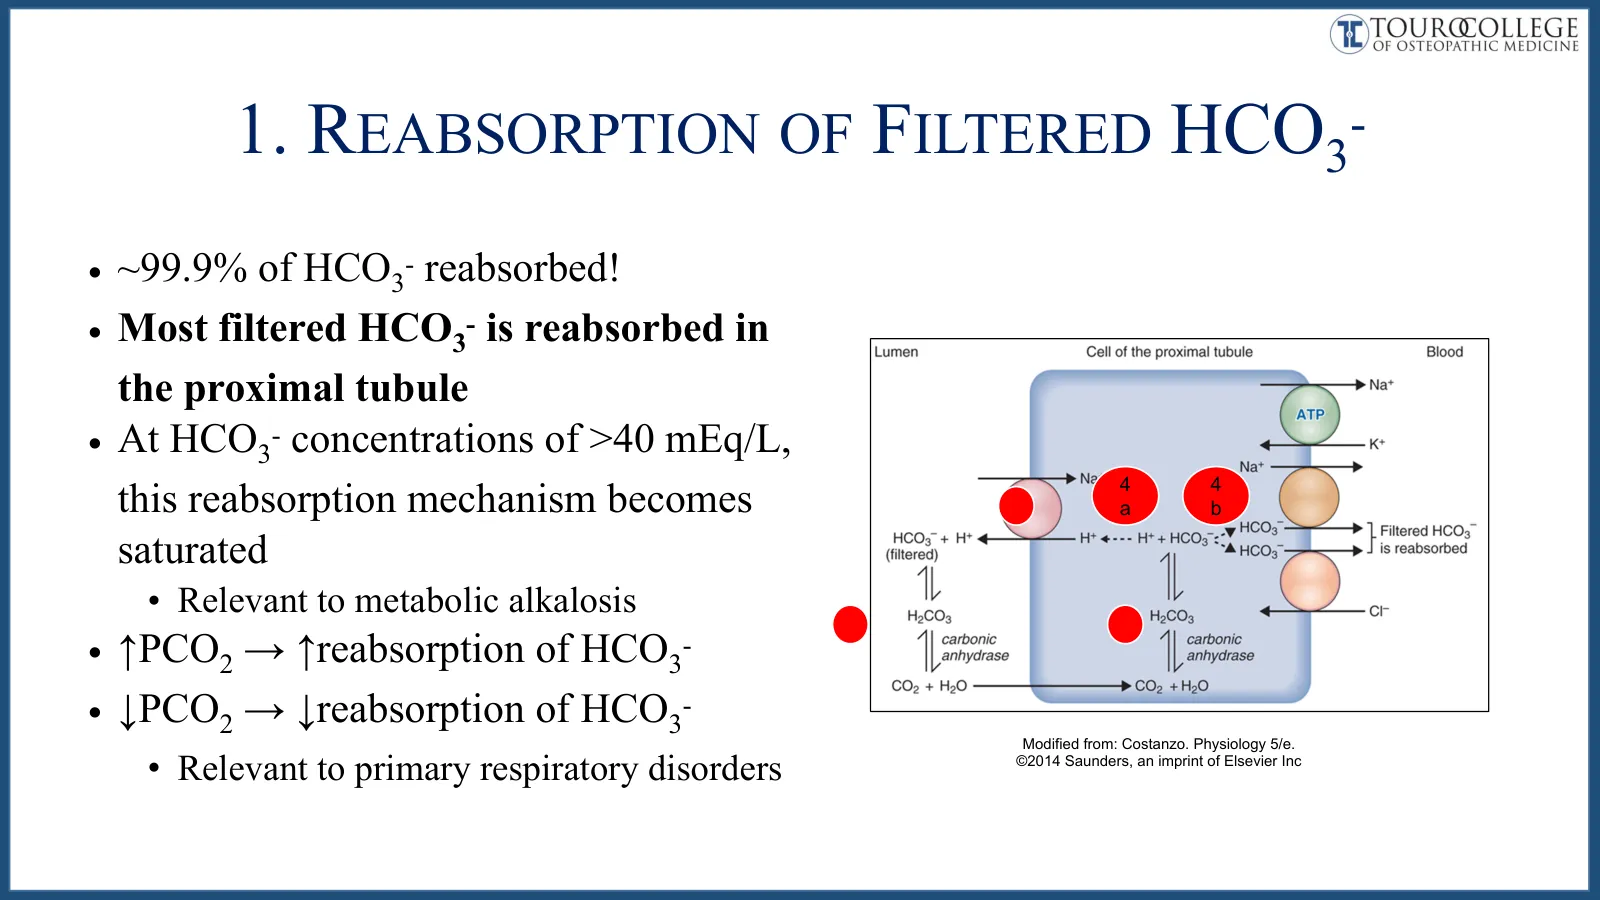 TOURO COLLEGE
OF OSTEOPATHIC MEDICINE
1. REABSORPTION OF FILTERED HCO3-
• ~99.9% of HCO3- reabsorbed!
• Most filtered HCO3- is reabsorbed in
the proximal tubule
• At HCO3- concentrations of >40 mEq/L,
this reabsorption mechanism becomes
saturated
• Relevant to metabolic alkalosis
• ↑PCO2 → ↑reabsorption of HCO3-
• ↓PCO2 → ↓reabsorption of HCO3-
• Relevant to primary respiratory disorders
Lumen Cell of the proximal tubule Blood
Na+
ATP
K+
Na+
Na
4
a
4
b
HCO3-
HCO3- + H+ H+ H+ + HCO3-
(filtered)
HCO3-
Filtered HCO3-
is reabsorbed
H2CO3 H2CO3 Cl-
carbonic
anhydrase
carbonic
anhydrase
CO2 + H2O CO2 + H2O
Modified from: Costanzo. Physiology 5/e.
©2014 Saunders, an imprint of Elsevier Inc